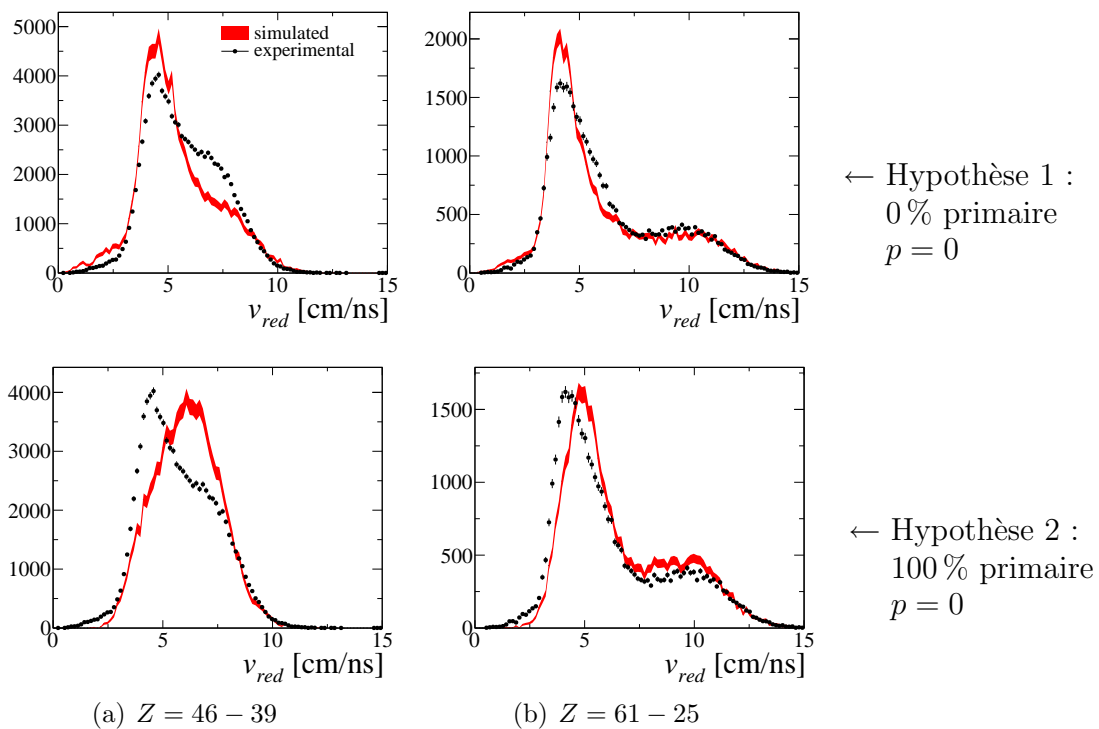 5000
4000
3000
2000
1000
0
0 5 10 15
v_red [cm/ns]
simulated
experimental
2000
1500
1000
500
0
0 5 10 15
v_red [cm/ns]
← Hypothèse 1 :
0 % primaire
p = 0
4000
3000
2000
1000
0
0 5 10 15
v_red [cm/ns]
1500
1000
500
0
0 5 10 15
v_red [cm/ns]
← Hypothèse 2 :
100 % primaire
p = 0
(a) Z = 46 − 39
(b) Z = 61 − 25